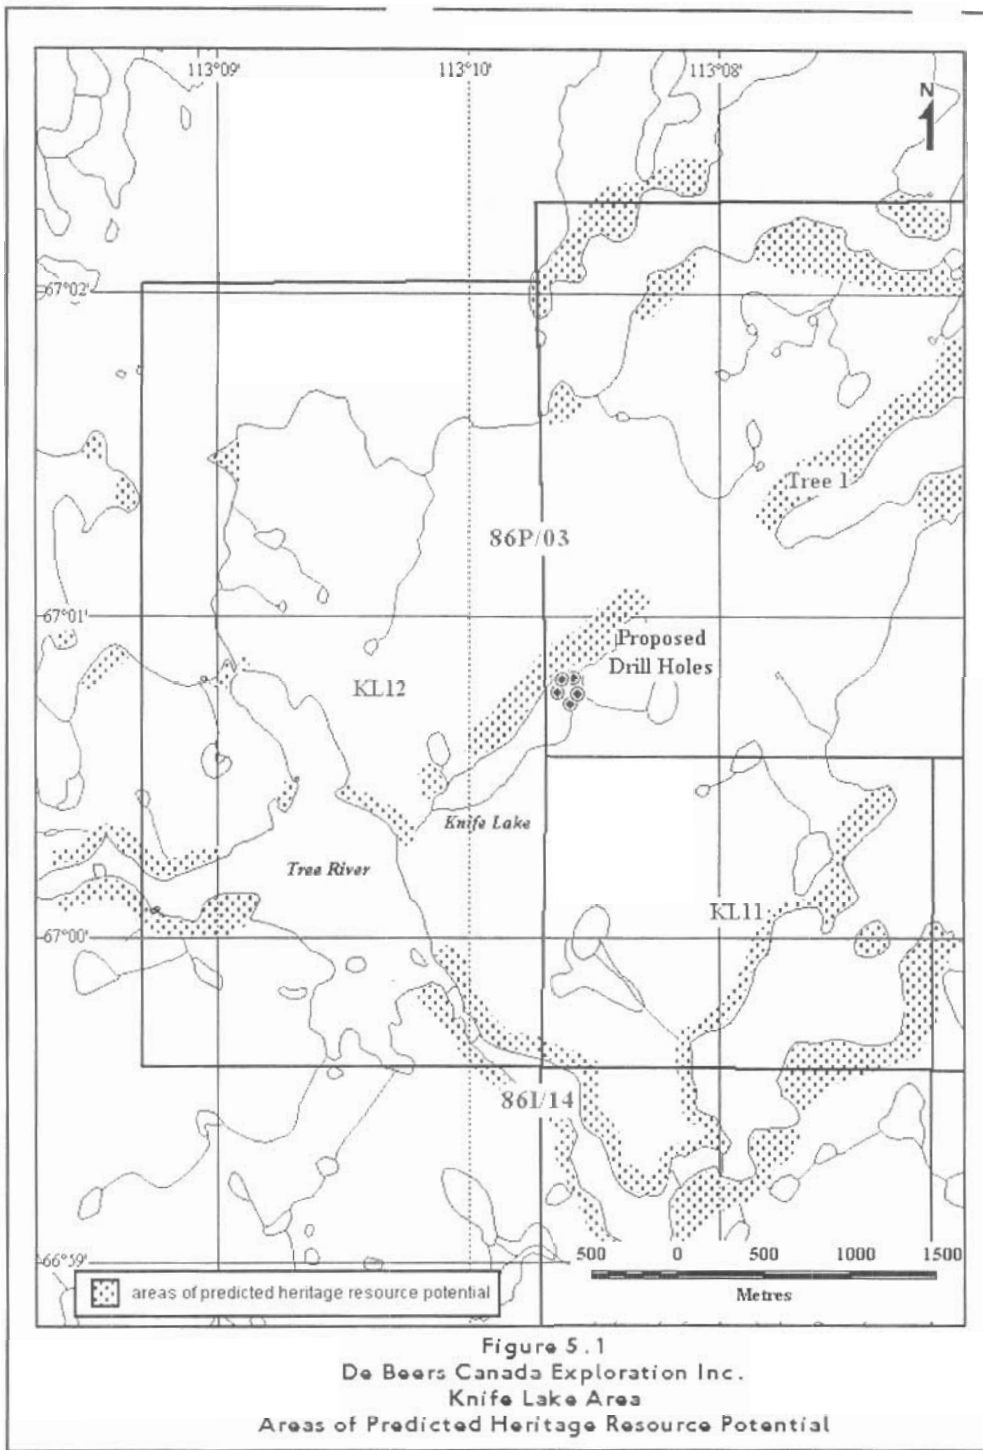 113°09' 113°10' 113°08'
N
67°02'
Tree 1
86P/03
67°01'
Proposed
Drill Holes
KL12
Knife Lake
Tree River
KL11
67°00'
86I/14
66°59'
500 0 500 1000 1500
Metres
areas of predicted heritage resource potential
Figure 5.1
De Beers Canada Exploration Inc.
Knife Lake Area
Areas of Predicted Heritage Resource Potential